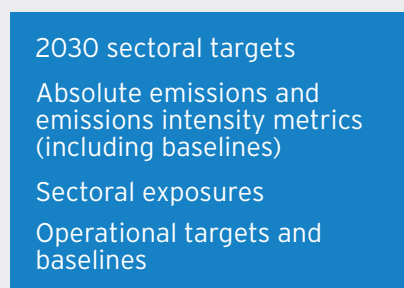 2030 sectoral targets
Absolute emissions and
emissions intensity metrics
(including baselines)
Sectoral exposures
Operational targets and
baselines